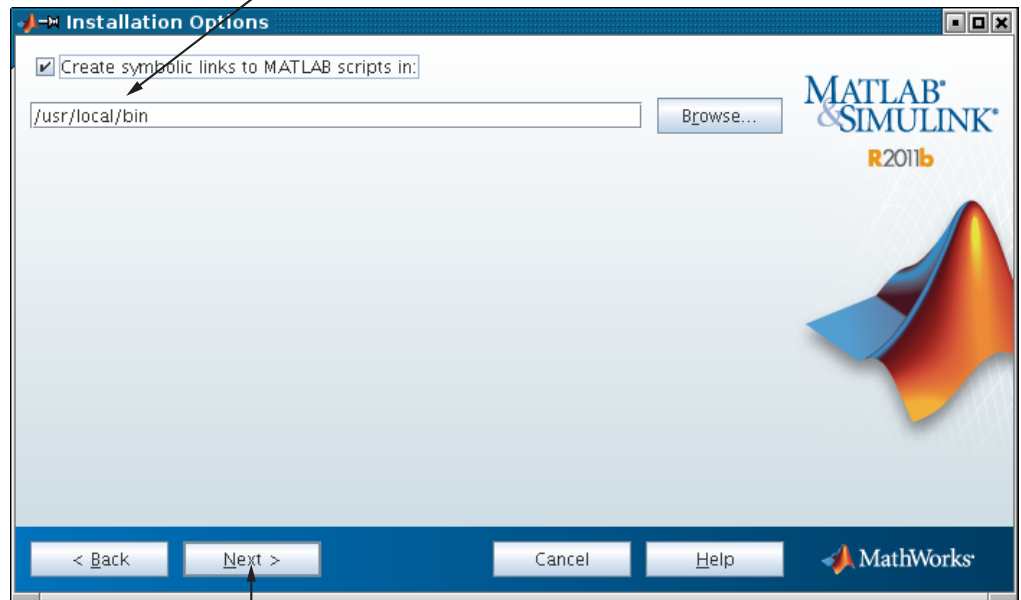 Installation Options
Create symbolic links to MATLAB scripts in:
/usr/local/bin
Browse...
MATLAB®
&SIMULINK®
R2011b
< Back
Next >
Cancel
Help
MathWorks®